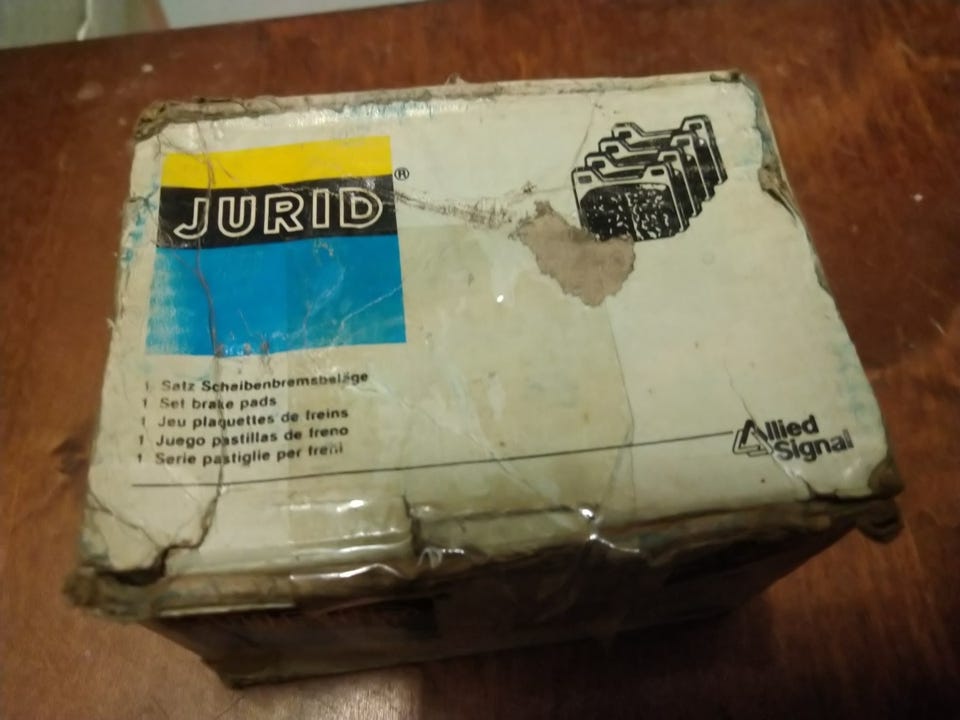 JURID®
1 Satz Scheibenbremsbeläge
1 Set brake pads
1 Jeu plaquettes de freins
1 Juego pastillas de freno
1 Serie pastiglie per freni
Allied
Signal